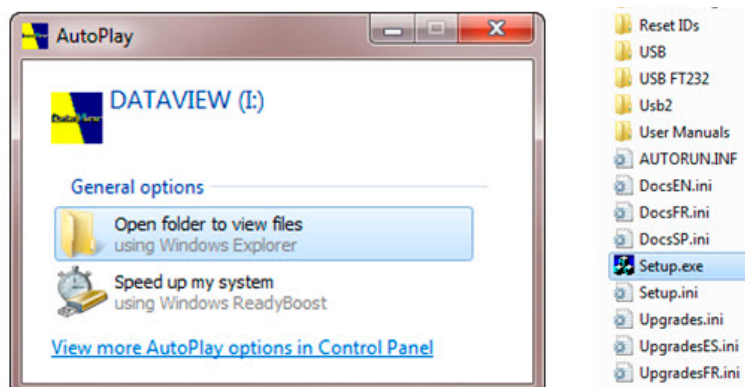 AutoPlay
DataView
DATAVIEW (I:)
General options
Open folder to view files
using Windows Explorer
Speed up my system
using Windows ReadyBoost
View more AutoPlay options in Control Panel
Reset IDs
USB
USB FT232
Usb2
User Manuals
AUTORUN.INF
DocsEN.ini
DocsFR.ini
DocsSP.ini
Setup.exe
Setup.ini
Upgrades.ini
UpgradesES.ini
UpgradesFR.ini